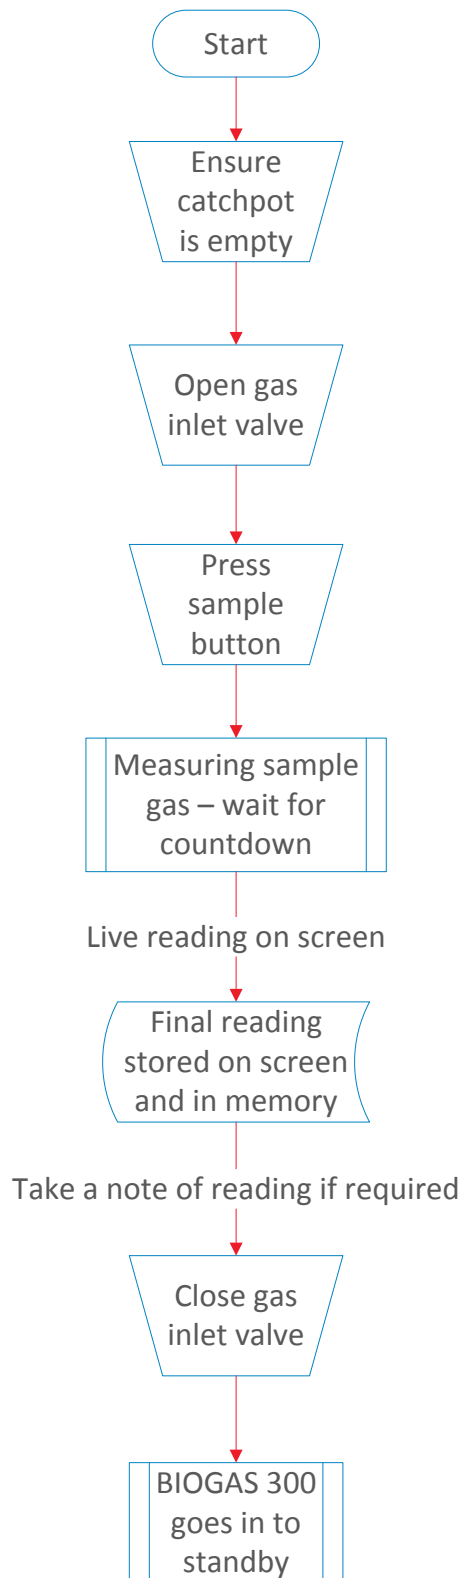 Start
Ensure
catchpot
is empty
Open gas
inlet valve
Press
sample
button
Measuring sample
gas – wait for
countdown
Live reading on screen
Final reading
stored on screen
and in memory
Take a note of reading if required
Close gas
inlet valve
BIOGAS 300
goes in to
standby